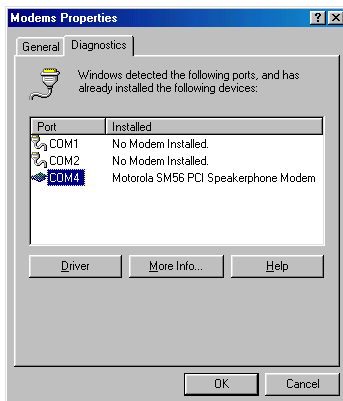 Modems Properties
General Diagnostics
Windows detected the following ports, and has
already installed the following devices:
Port Installed
COM1 No Modem Installed.
COM2 No Modem Installed.
COM4 Motorola SM56 PCI Speakerphone Modem
Driver More Info... Help
OK Cancel